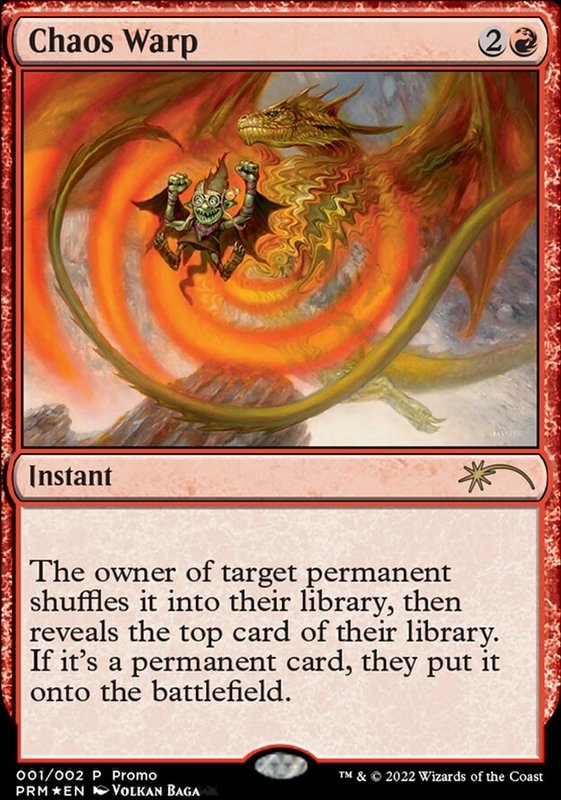 Chaos Warp 2
Instant
The owner of target permanent
shuffles it into their library, then
reveals the top card of their library.
If it's a permanent card, they put it
onto the battlefield.
001/002 P Promo
PRM★EN VOLKAN BAGA
™ & © 2022 Wizards of the Coast